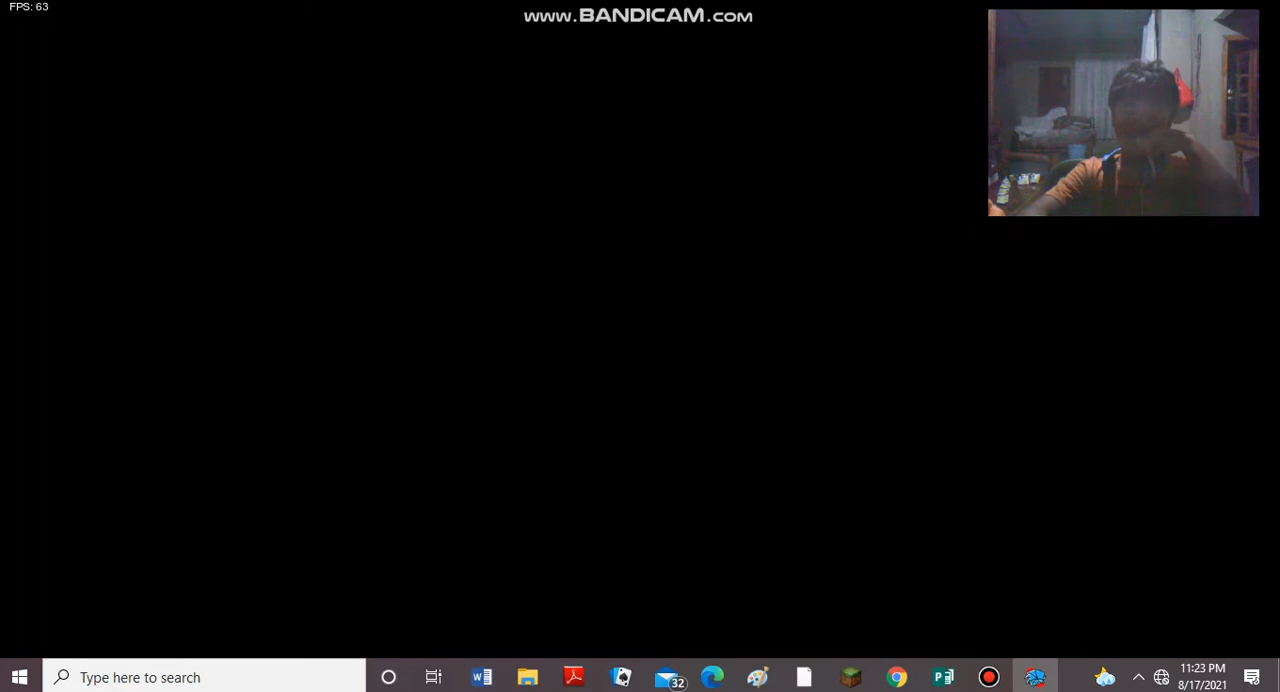 FPS: 63
www.BANDICAM.com
Type here to search
32
11:23 PM
8/17/2021